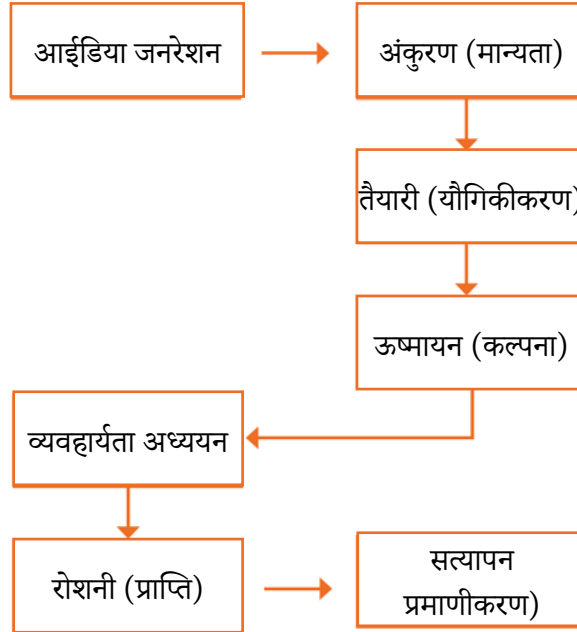 आईडिया जनरेशन
अंकुरण (मान्यता)
तैयारी (यौगिकीकरण)
ऊष्मायन (कल्पना)
व्यवहार्यता अध्ययन
रोशनी (प्राप्ति)
सत्यापन
प्रमाणीकरण)